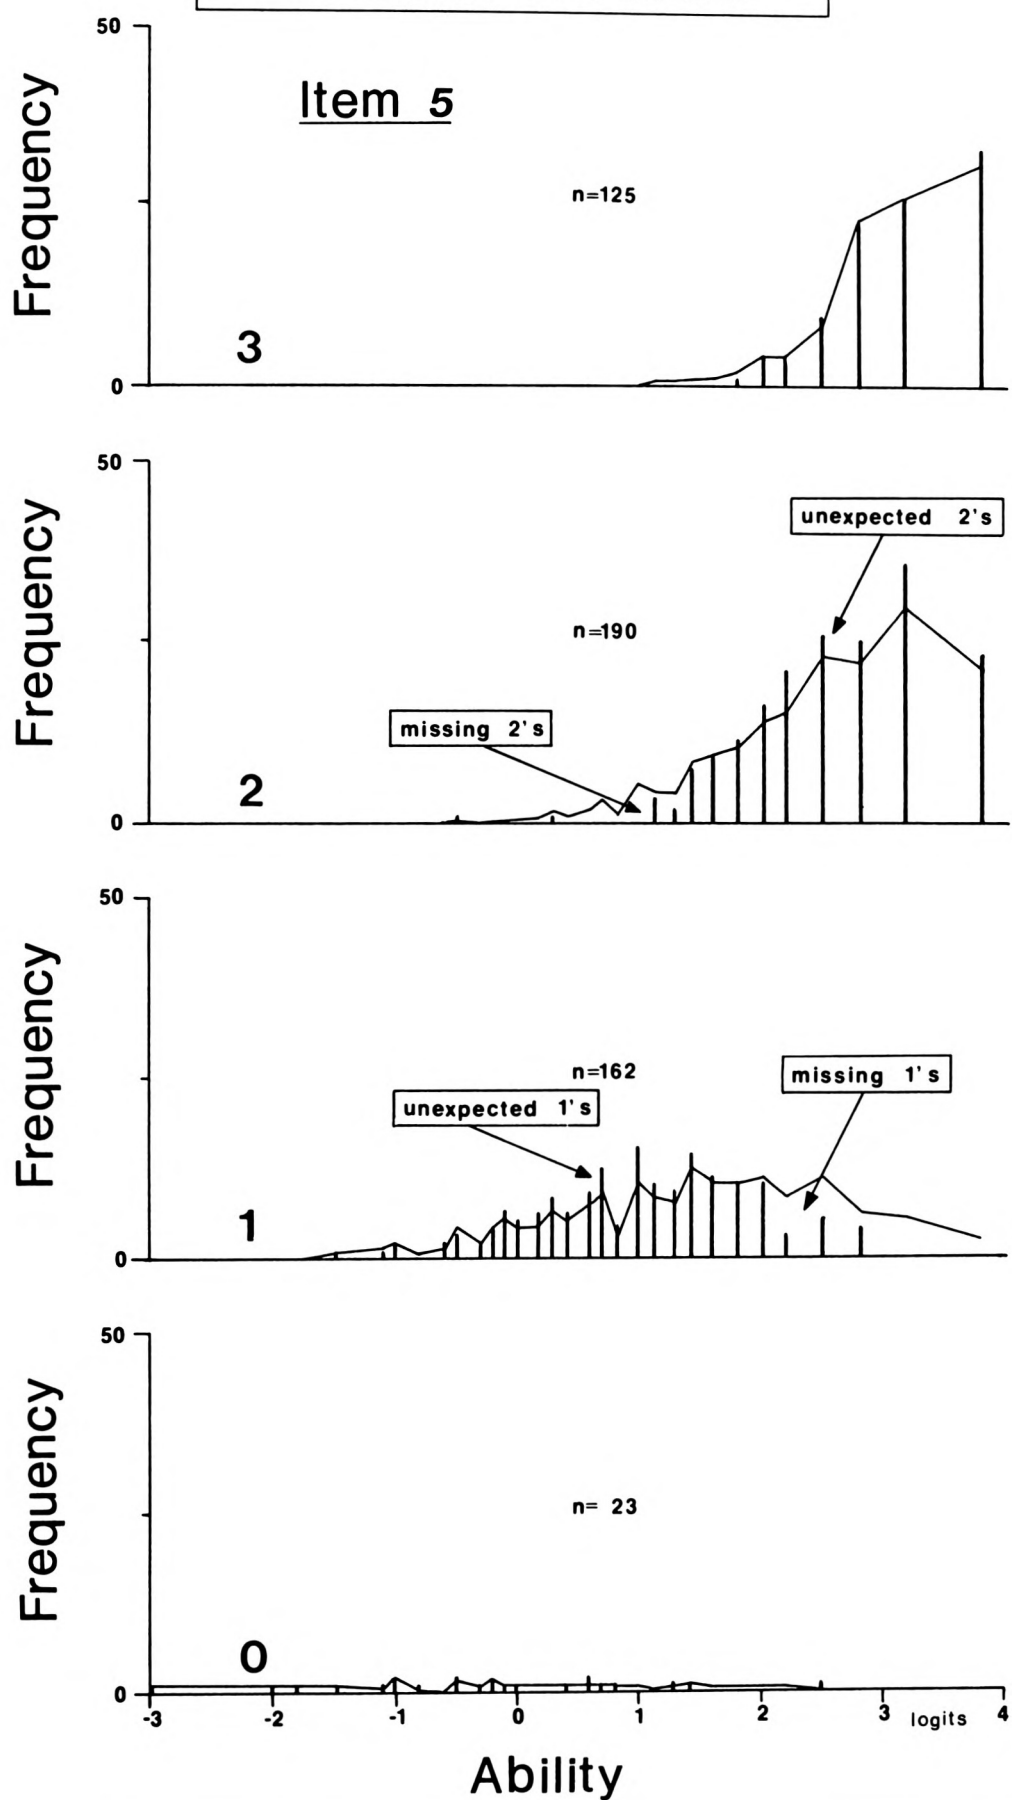 50
Item 5
n=125
Frequency
3
0
50
unexpected 2's
n=190
Frequency
missing 2's
2
0
50
n=162
missing 1's
unexpected 1's
Frequency
1
0
50
n= 23
Frequency
0
0
-3 -2 -1 0 1 2 3 logits 4
Ability